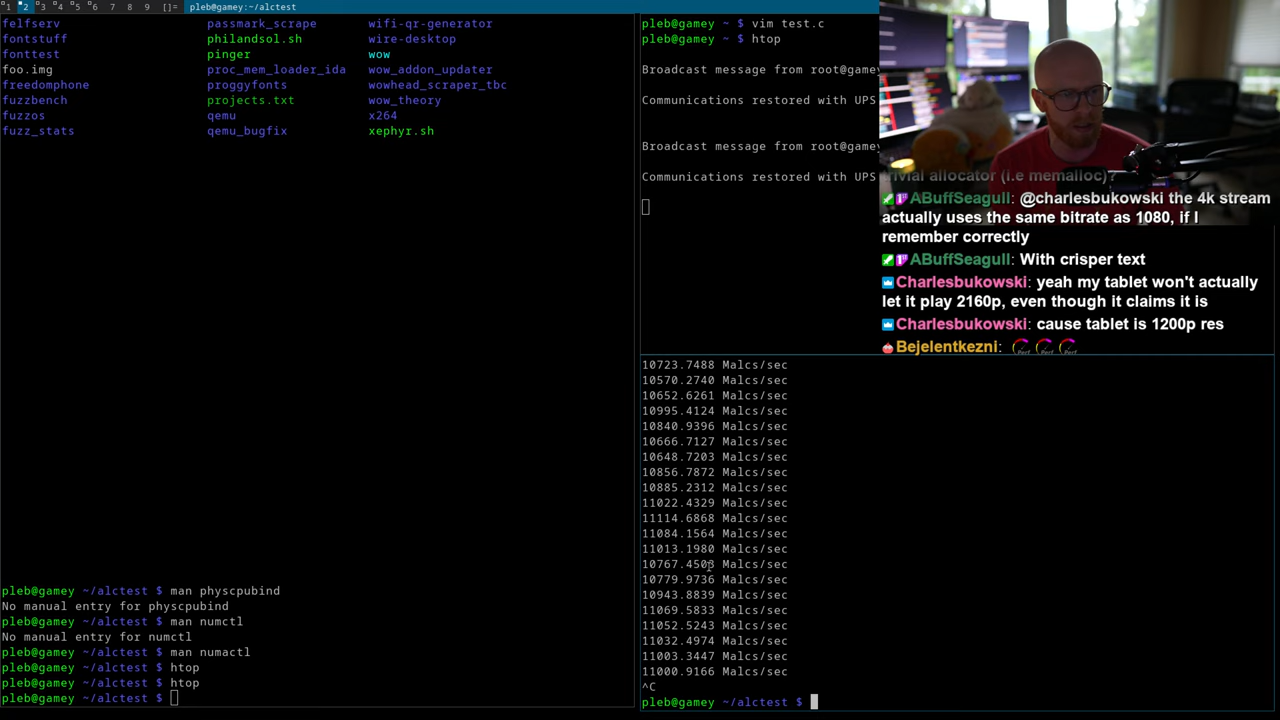 1 2 3 4 5 6 7 8 9 []= pleb@gamey:~/alctest
felfserv passmark_scrape wifi-qr-generator
fontstuff philandsol.sh wire-desktop
fonttest pinger wow
foo.img proc_mem_loader_ida wow_addon_updater
freedomphone proggyfonts wowhead_scraper_tbc
fuzzbench projects.txt wow_theory
fuzzos qemu x264
fuzz_stats qemu_bugfix xephyr.sh
pleb@gamey ~/alctest $ man physcpubind
No manual entry for physcpubind
pleb@gamey ~/alctest $ man numctl
No manual entry for numctl
pleb@gamey ~/alctest $ man numactl
pleb@gamey ~/alctest $ htop
pleb@gamey ~/alctest $ htop
pleb@gamey ~/alctest $
pleb@gamey ~ $ vim test.c
pleb@gamey ~ $ htop
Broadcast message from root@game
Communications restored with UPS
Broadcast message from root@game
Communications restored with UPS
trivial allocator (i.e memalloc)?
ABuffSeagull: @charlesbukowski the 4k stream
actually uses the same bitrate as 1080, if I
remember correctly
ABuffSeagull: With crisper text
Charlesbukowski: yeah my tablet won't actually
let it play 2160p, even though it claims it is
Charlesbukowski: cause tablet is 1200p res
Bejelentkezni:
10723.7488 Malcs/sec
10570.2740 Malcs/sec
10652.6261 Malcs/sec
10995.4124 Malcs/sec
10840.9396 Malcs/sec
10666.7127 Malcs/sec
10648.7203 Malcs/sec
10856.7872 Malcs/sec
10885.2312 Malcs/sec
11022.4329 Malcs/sec
11114.6868 Malcs/sec
11084.1564 Malcs/sec
11013.1980 Malcs/sec
10767.4503 Malcs/sec
10779.9736 Malcs/sec
10943.8839 Malcs/sec
11069.5833 Malcs/sec
11052.5243 Malcs/sec
11032.4974 Malcs/sec
11003.3447 Malcs/sec
11000.9166 Malcs/sec
^C
pleb@gamey ~/alctest $